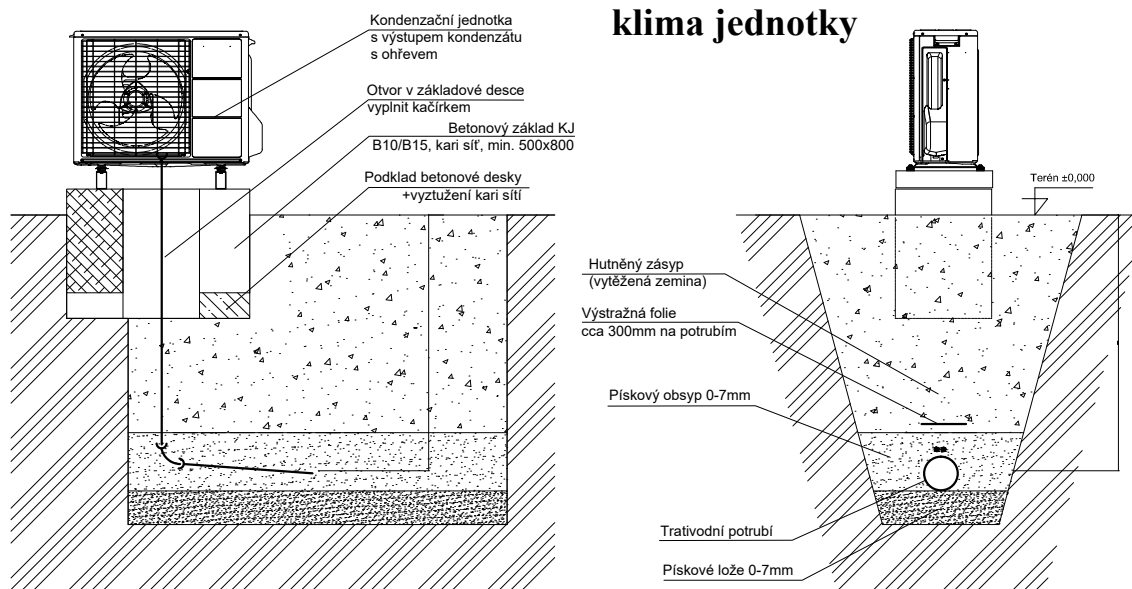 klima jednotky
Kondenzační jednotka
s výstupem kondenzátu
s ohřevem
Otvor v základové desce
vyplnit kačírkem
Betonový základ KJ
B10/B15, kari síť, min. 500x800
Podklad betonové desky
+vyztužení kari sítí
Terén ±0,000
Hutněný zásyp
(vytěžená zemina)
Výstražná folie
cca 300mm na potrubím
Pískový obsyp 0-7mm
Trativodní potrubí
Pískové lože 0-7mm